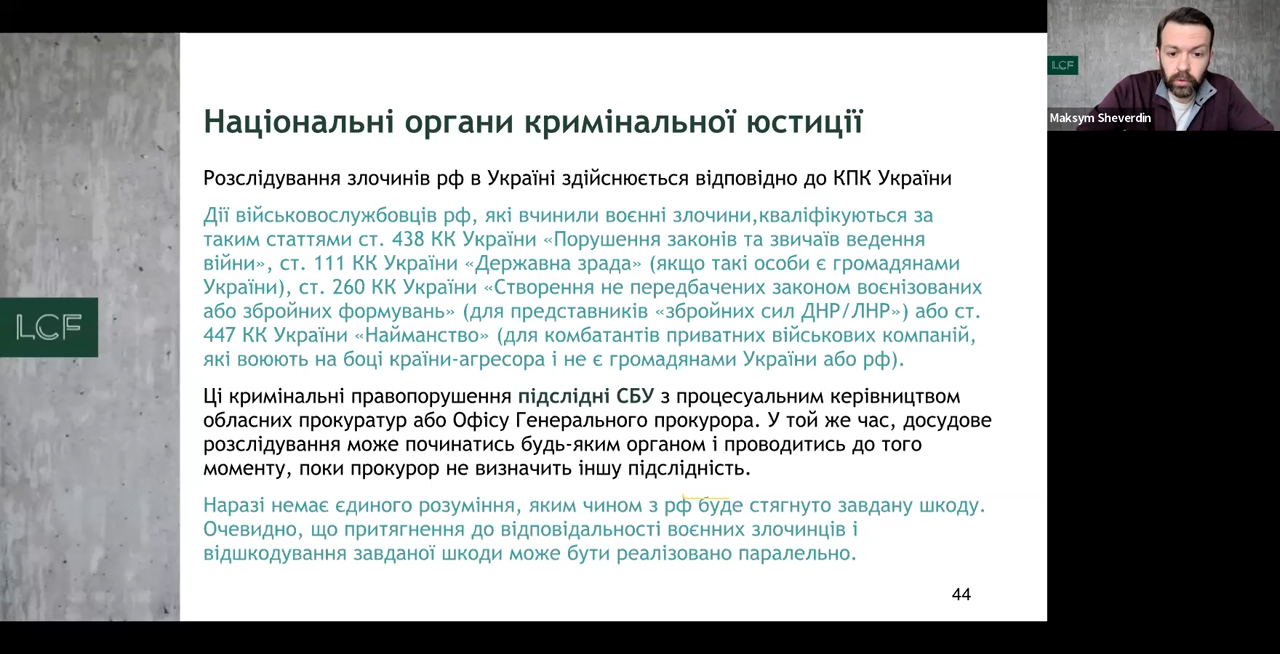 LCF
Maksym Sheverdin
Національні органи кримінальної юстиції
Розслідування злочинів рф в Україні здійснюється відповідно до КПК України
Дії військовослужбовців рф, які вчинили воєнні злочини,кваліфікуються за
таким статтями ст. 438 КК України «Порушення законів та звичаїв ведення
війни», ст. 111 КК України «Державна зрада» (якщо такі особи є громадянами
України), ст. 260 КК України «Створення не передбачених законом воєнізованих
або збройних формувань» (для представників «збройних сил ДНР/ЛНР») або ст.
447 КК України «Найманство» (для комбатантів приватних військових компаній,
які воюють на боці країни-агресора і не є громадянами України або рф).
Ці кримінальні правопорушення підслідні СБУ з процесуальним керівництвом
обласних прокуратур або Офісу Генерального прокурора. У той же час, досудове
розслідування може починатись будь-яким органом і проводитись до того
моменту, поки прокурор не визначить іншу підслідність.
Наразі немає єдиного розуміння, яким чином з рф буде стягнуто завдану шкоду.
Очевидно, що притягнення до відповідальності воєнних злочинців і
відшкодування завданої шкоди може бути реалізовано паралельно.
LCF
44